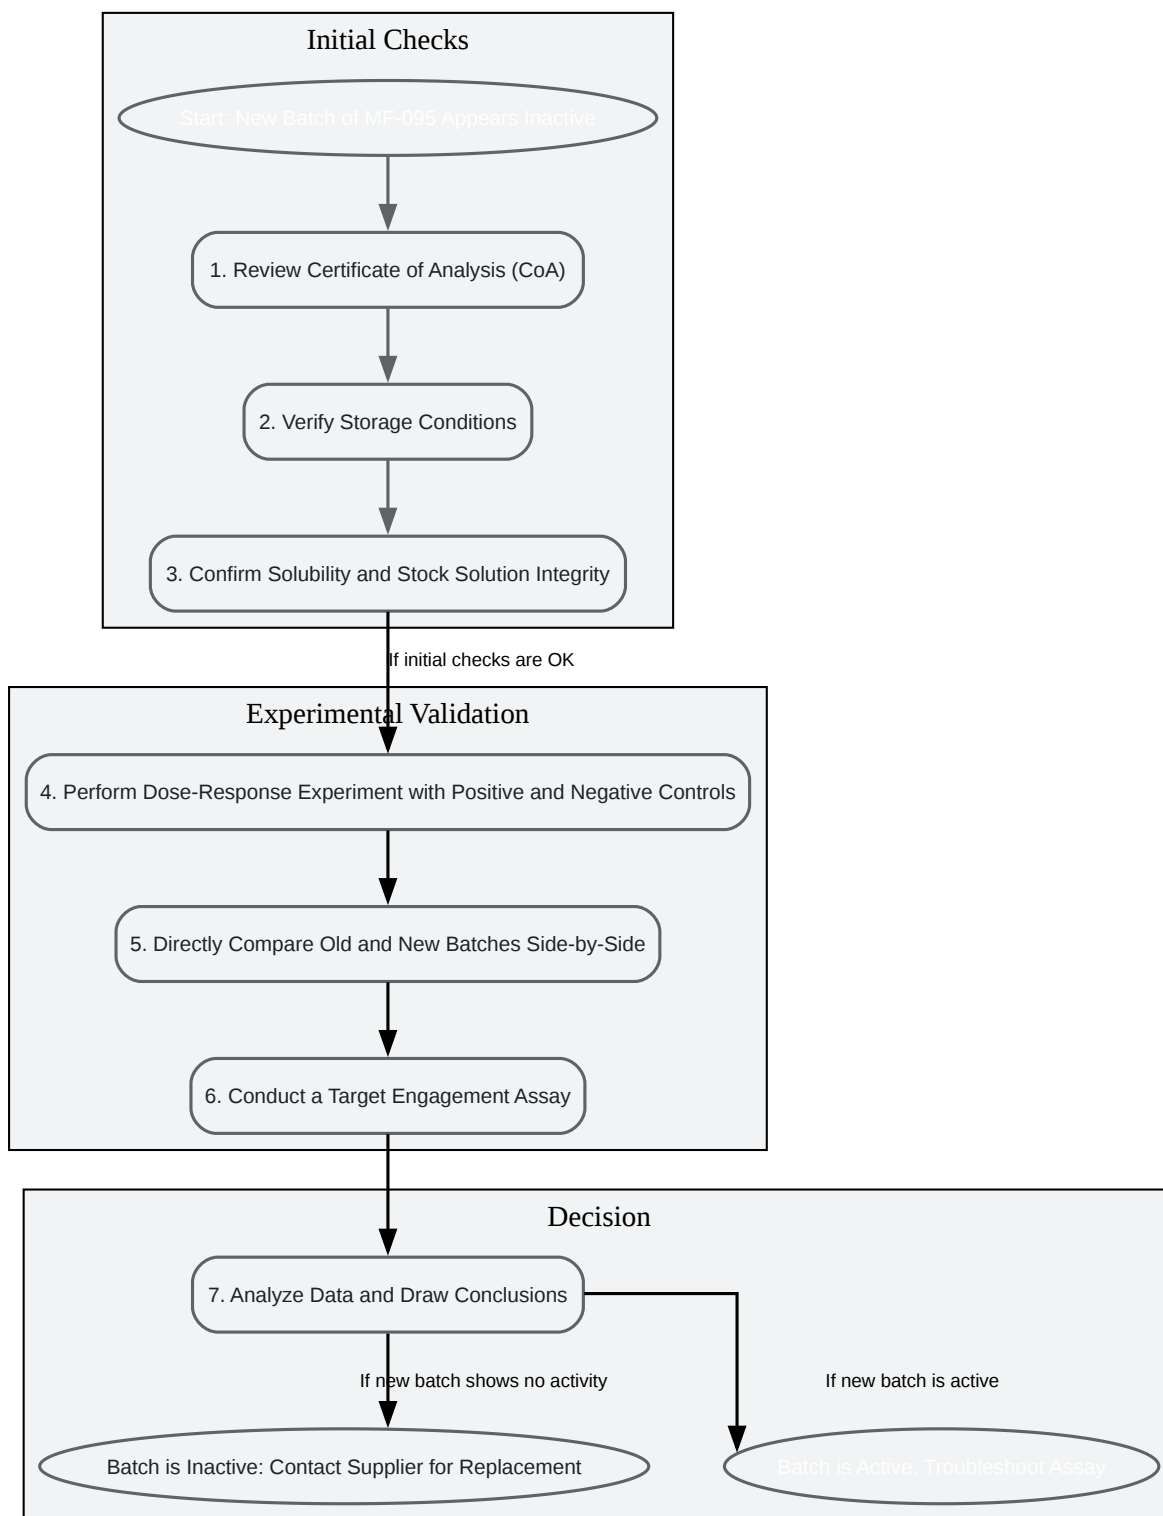 Initial Checks
Start: New Batch of MF-095 Appears Inactive
1. Review Certificate of Analysis (CoA)
2. Verify Storage Conditions
3. Confirm Solubility and Stock Solution Integrity
If initial checks are OK
Experimental Validation
4. Perform Dose-Response Experiment with Positive and Negative Controls
5. Directly Compare Old and New Batches Side-by-Side
6. Conduct a Target Engagement Assay
Decision
7. Analyze Data and Draw Conclusions
If new batch shows no activity
If new batch is active
Batch is Inactive: Contact Supplier for Replacement
Batch is Active: Troubleshoot Assay